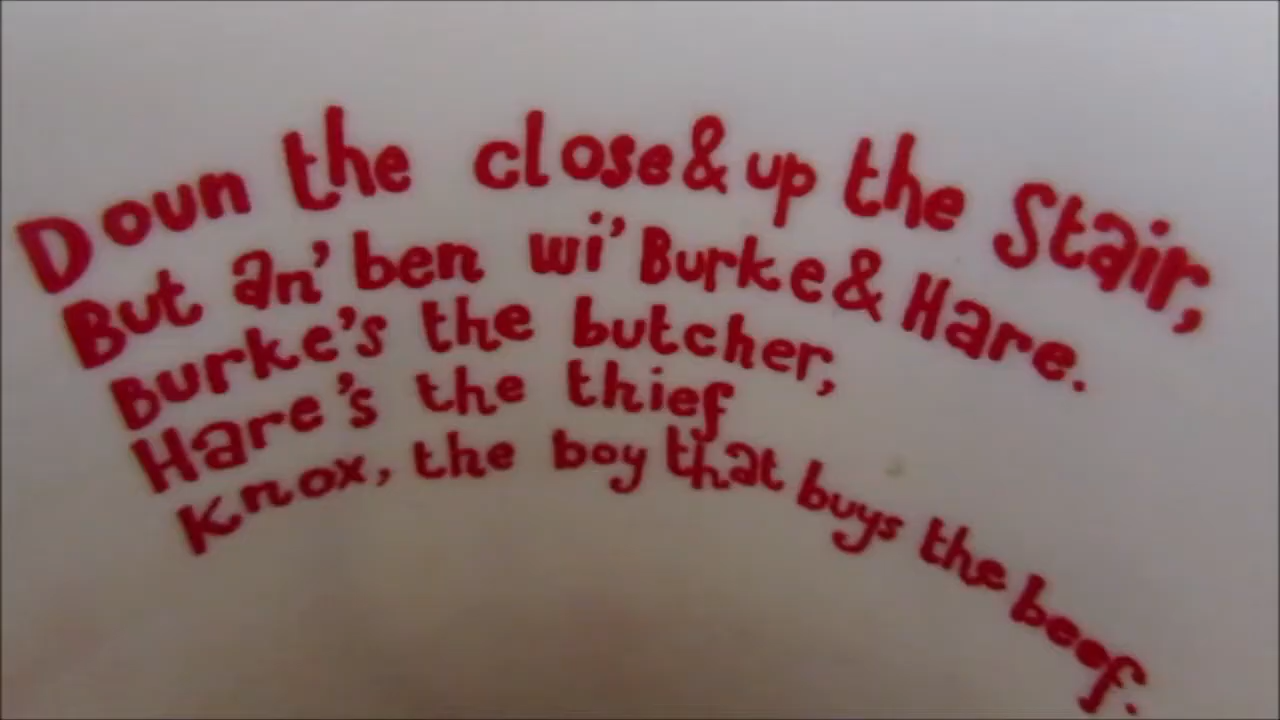 Doun the close & up the Stair,
But an' ben wi' Burke & Hare.
Burke's the butcher,
Hare's the thief
Knox, the boy that buys the beef.